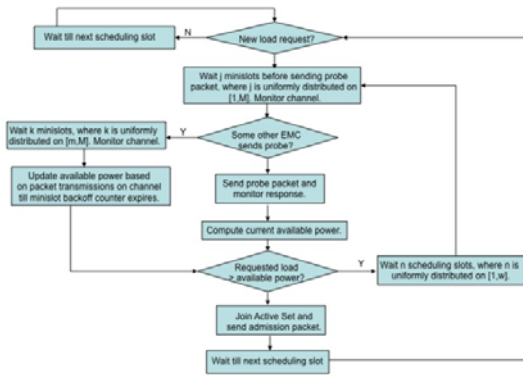 New load request?
N
Wait till next scheduling slot
Wait j minislots before sending probe
packet, where j is uniformly distributed on
[1,M]. Monitor channel.
Some other EMC
sends probe?
Y
Wait k minislots, where k is uniformly
distributed on [m,M]. Monitor channel.
Update available power based
on packet transmissions on channel
till minislot backoff counter expires.
Send probe packet and
monitor response.
Compute current available power.
Requested load
> available power?
Y
Wait n scheduling slots, where n is
uniformly distributed on [1,w].
Join Active Set and
send admission packet.
Wait till next scheduling slot